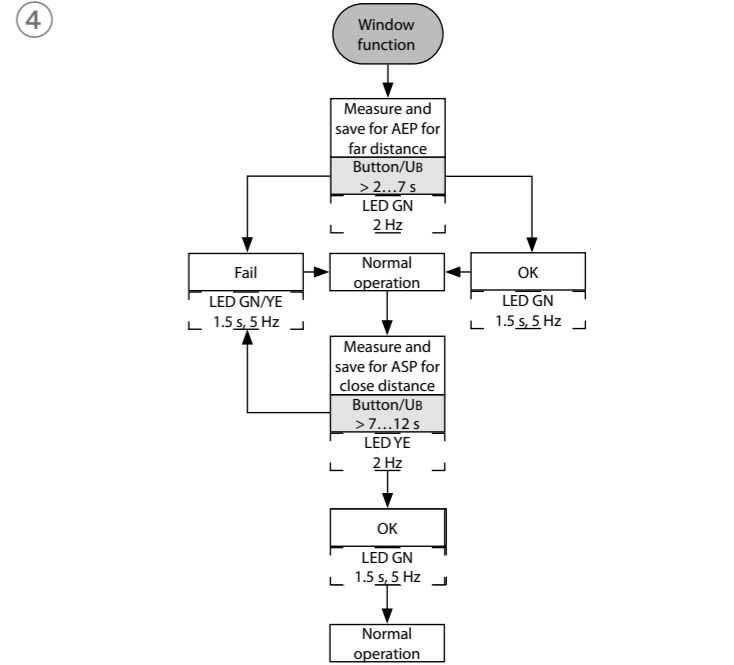 4
Window
function
Measure and
save for AEP for
far distance
Button/UB
> 2…7 s
LED GN
2 Hz
Fail
LED GN/YE
1.5 s, 5 Hz
Normal
operation
OK
LED GN
1.5 s, 5 Hz
Measure and
save for ASP for
close distance
Button/UB
> 7…12 s
LED YE
2 Hz
OK
LED GN
1.5 s, 5 Hz
Normal
operation